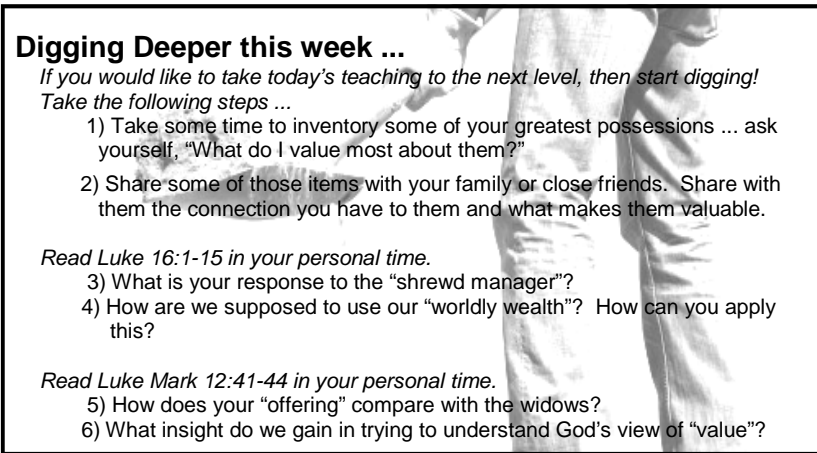 Digging Deeper this week ...
If you would like to take today's teaching to the next level, then start digging!
Take the following steps ...
1) Take some time to inventory some of your greatest possessions ... ask
yourself, "What do I value most about them?"
2) Share some of those items with your family or close friends.  Share with
them the connection you have to them and what makes them valuable.
Read Luke 16:1-15 in your personal time.
3) What is your response to the "shrewd manager"?
4) How are we supposed to use our "worldly wealth"?  How can you apply
this?
Read Luke Mark 12:41-44 in your personal time.
5) How does your "offering" compare with the widows?
6) What insight do we gain in trying to understand God's view of "value"?